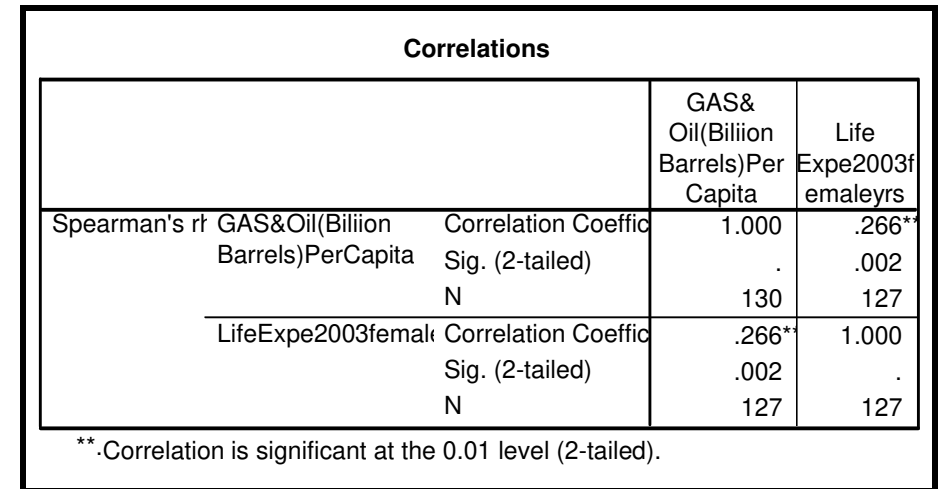 Correlations
GAS&
Oil(Biliion
Barrels)Per
Capita
Life
Expe2003f
emaleyrs
Spearman's rh GAS&Oil(Biliion
Barrels)PerCapita
Correlation Coeffic 1.000 .266**
Sig. (2-tailed) . .002
N 130 127
LifeExpe2003female Correlation Coeffic .266** 1.000
Sig. (2-tailed) .002 .
N 127 127
**.Correlation is significant at the 0.01 level (2-tailed).